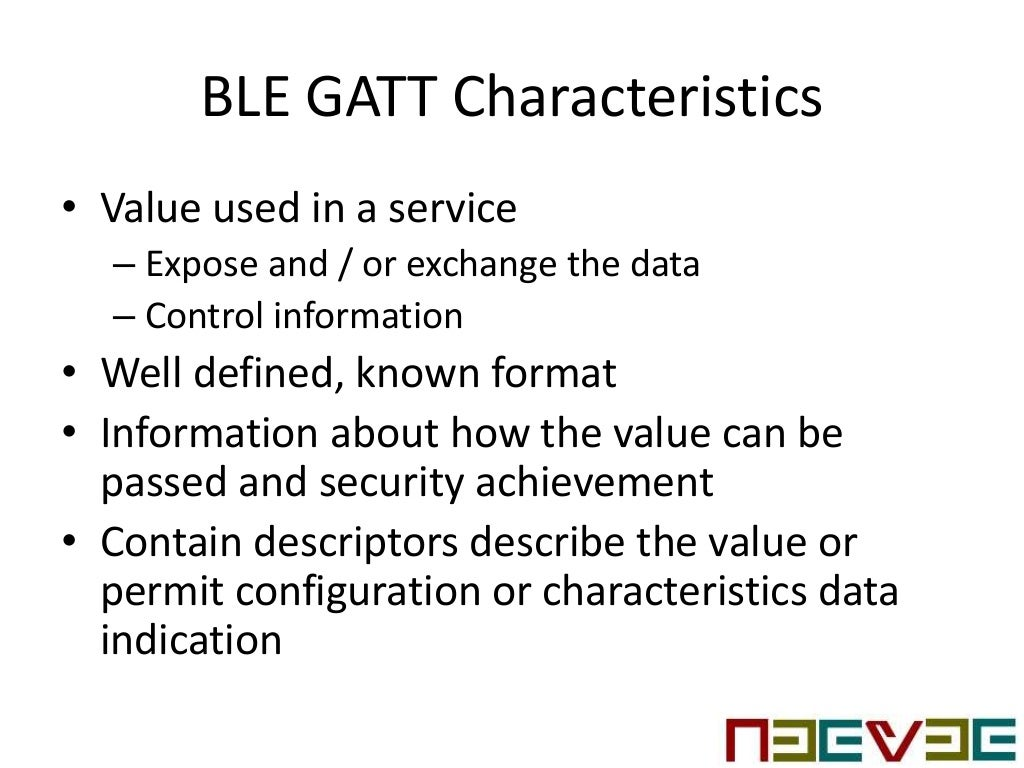 BLE GATT Characteristics
• Value used in a service
– Expose and / or exchange the data
– Control information
• Well defined, known format
• Information about how the value can be
passed and security achievement
• Contain descriptors describe the value or
permit configuration or characteristics data
indication